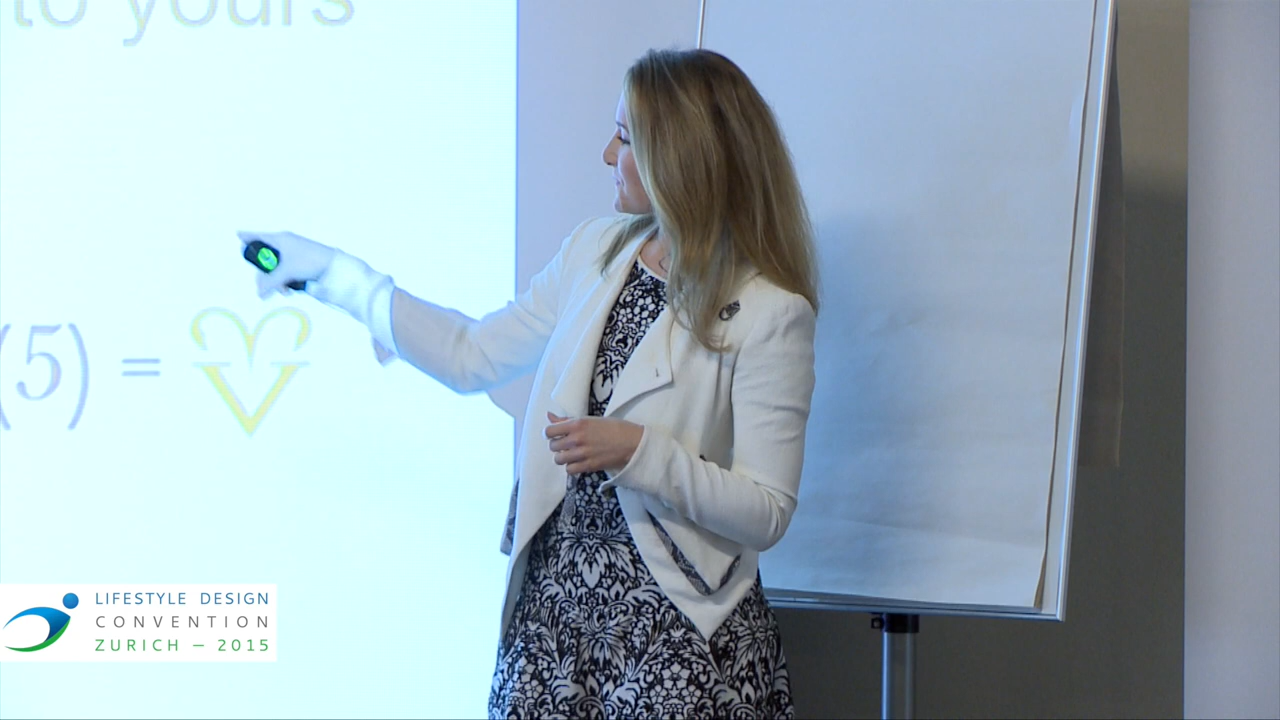 to yours
(5) =
LIFESTYLE DESIGN
CONVENTION
ZURICH – 2015